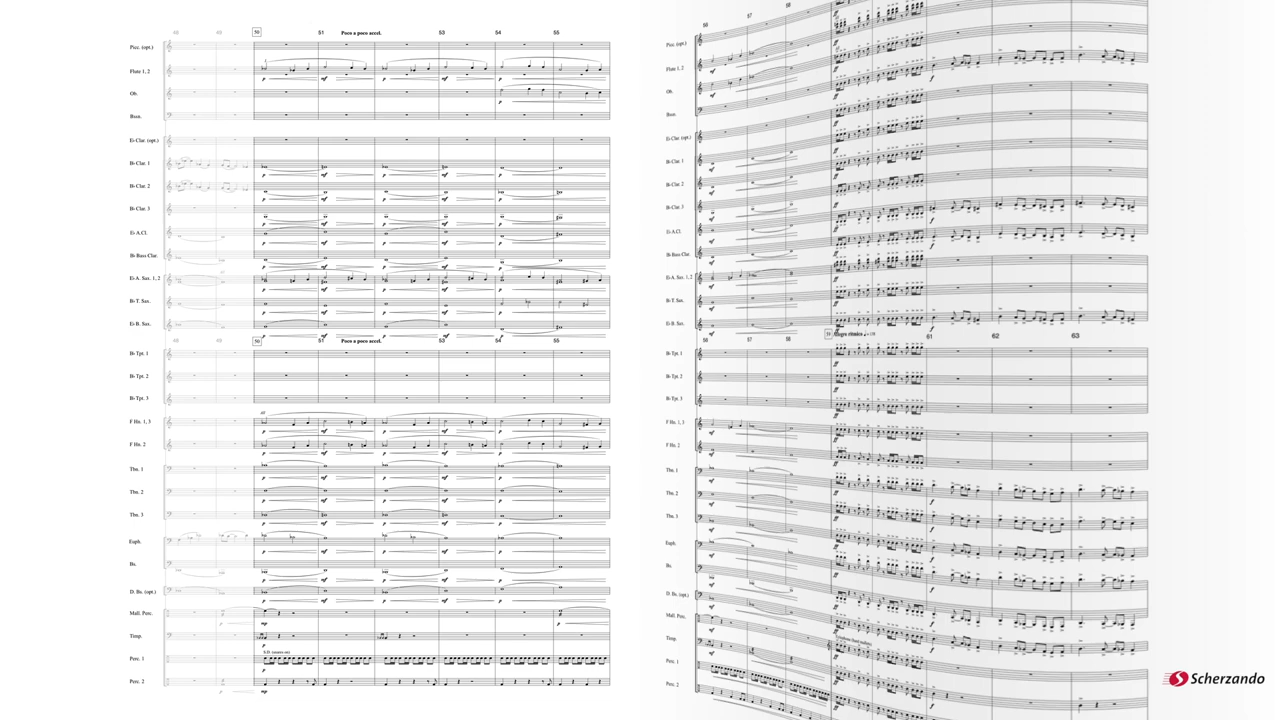 48 49 50 51 Poco a poco accel. 53 54 55
Picc. (opt.)
Flute 1, 2
Ob.
Bssn.
E♭ Clar. (opt.)
B♭ Clar. 1
B♭ Clar. 2
B♭ Clar. 3
E♭ A.Cl.
B♭ Bass Clar.
E♭ A. Sax. 1, 2
B♭ T. Sax.
E♭ B. Sax.
48 49 50 51 Poco a poco accel. 53 54 55
B♭ Tpt. 1
B♭ Tpt. 2
B♭ Tpt. 3
F Hn. 1, 3
F Hn. 2
Tbn. 1
Tbn. 2
Tbn. 3
Euph.
Bs.
D. Bs. (opt.)
Mall. Perc.
Timp.
S.D. (snares on)
Perc. 1
Perc. 2
56 57 58
Picc. (opt.)
Flute 1, 2
Ob.
Bssn.
E♭ Clar. (opt.)
B♭ Clar. 1
B♭ Clar. 2
B♭ Clar. 3
E♭ A.Cl.
B♭ Bass Clar.
E♭ A. Sax. 1, 2
B♭ T. Sax.
E♭ B. Sax.
56 57 58 59 Allegro ritmico 61 62 63
B♭ Tpt. 1
B♭ Tpt. 2
B♭ Tpt. 3
F Hn. 1, 3
F Hn. 2
Tbn. 1
Tbn. 2
Tbn. 3
Euph.
Bs.
D. Bs. (opt.)
Mall. Perc.
Timp.
Perc. 1
Perc. 2
Scherzando